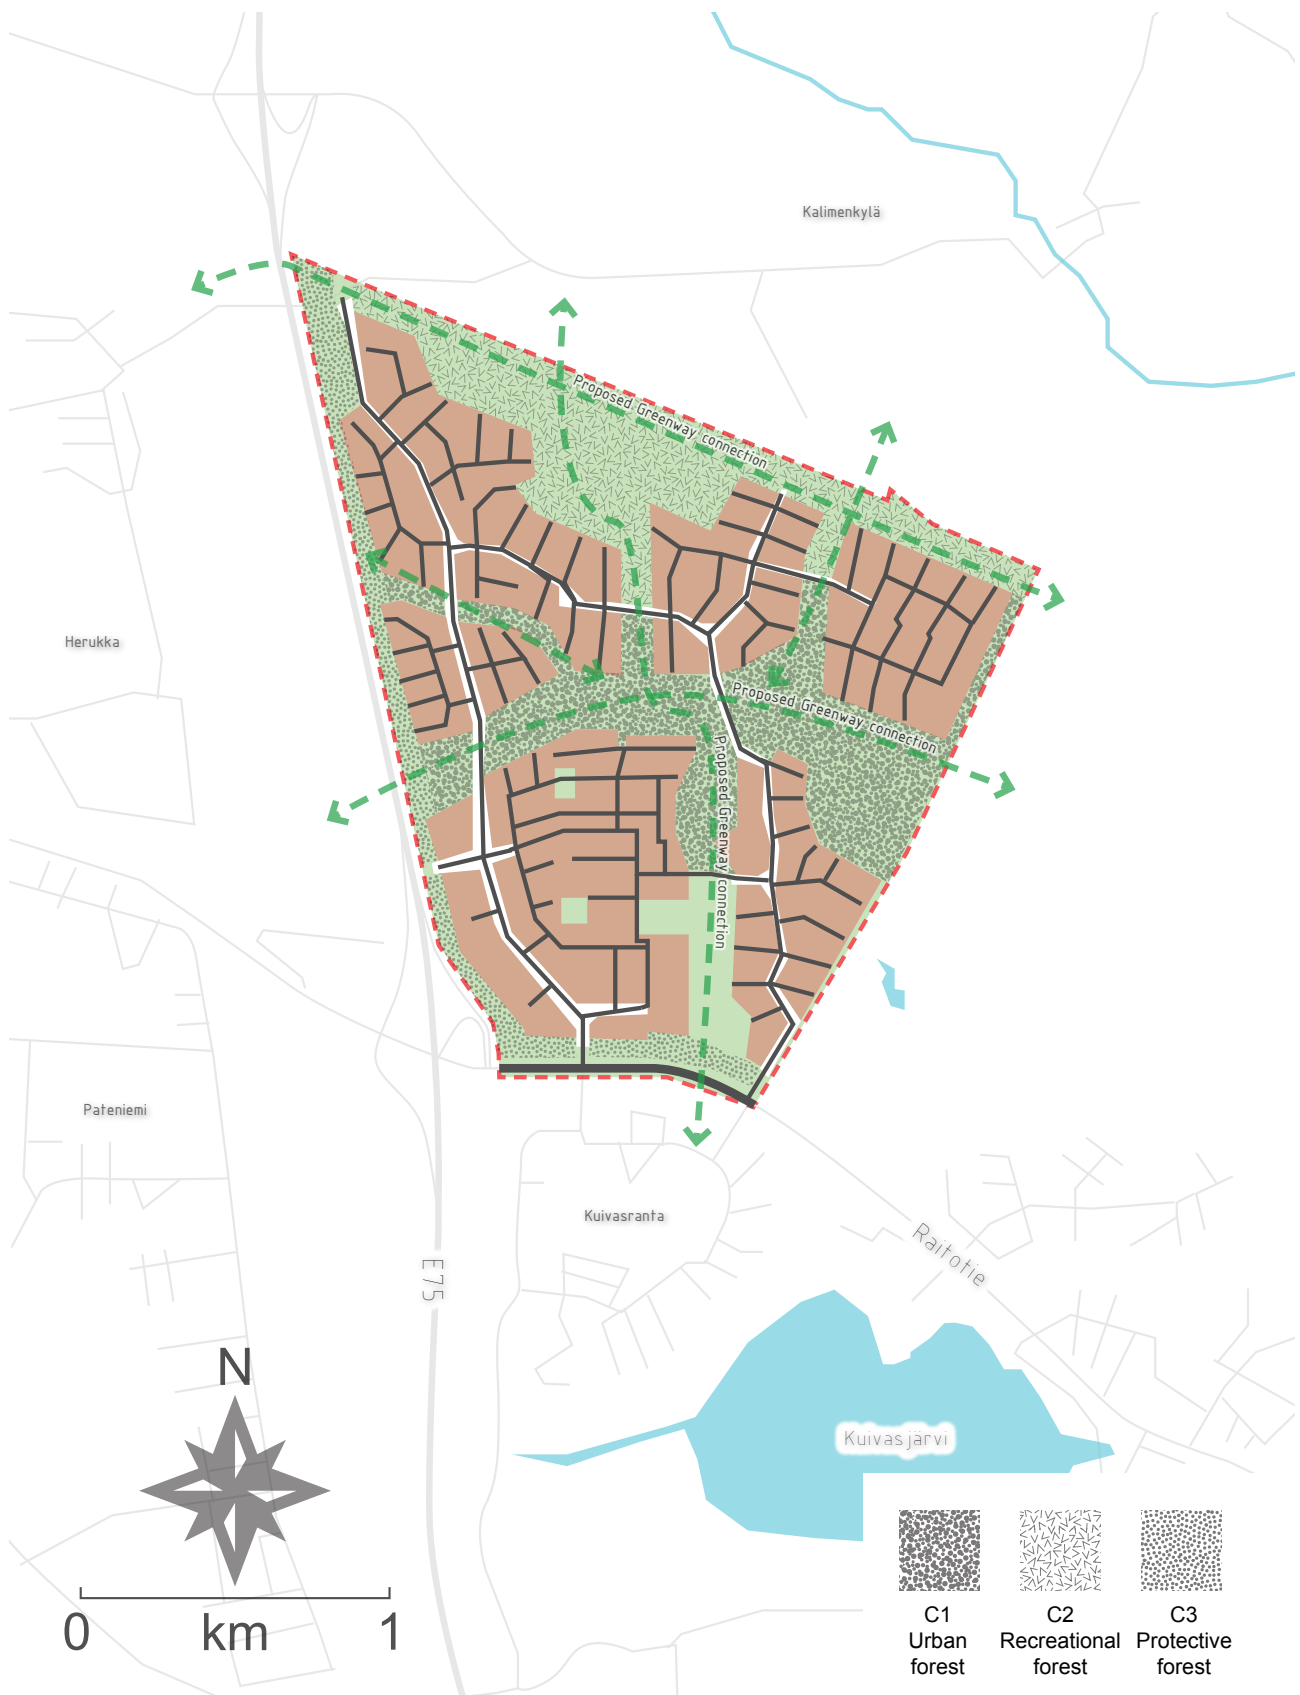 Kalimenkylä
Proposed Greenway connection
Herukka
Proposed Greenway connection
Proposed Greenway connection
Pateniemi
Kuivasranta
Raitotie
E75
N
Kuivasjärvi
0 km 1
C1
Urban
forest
C2
Recreational
forest
C3
Protective
forest